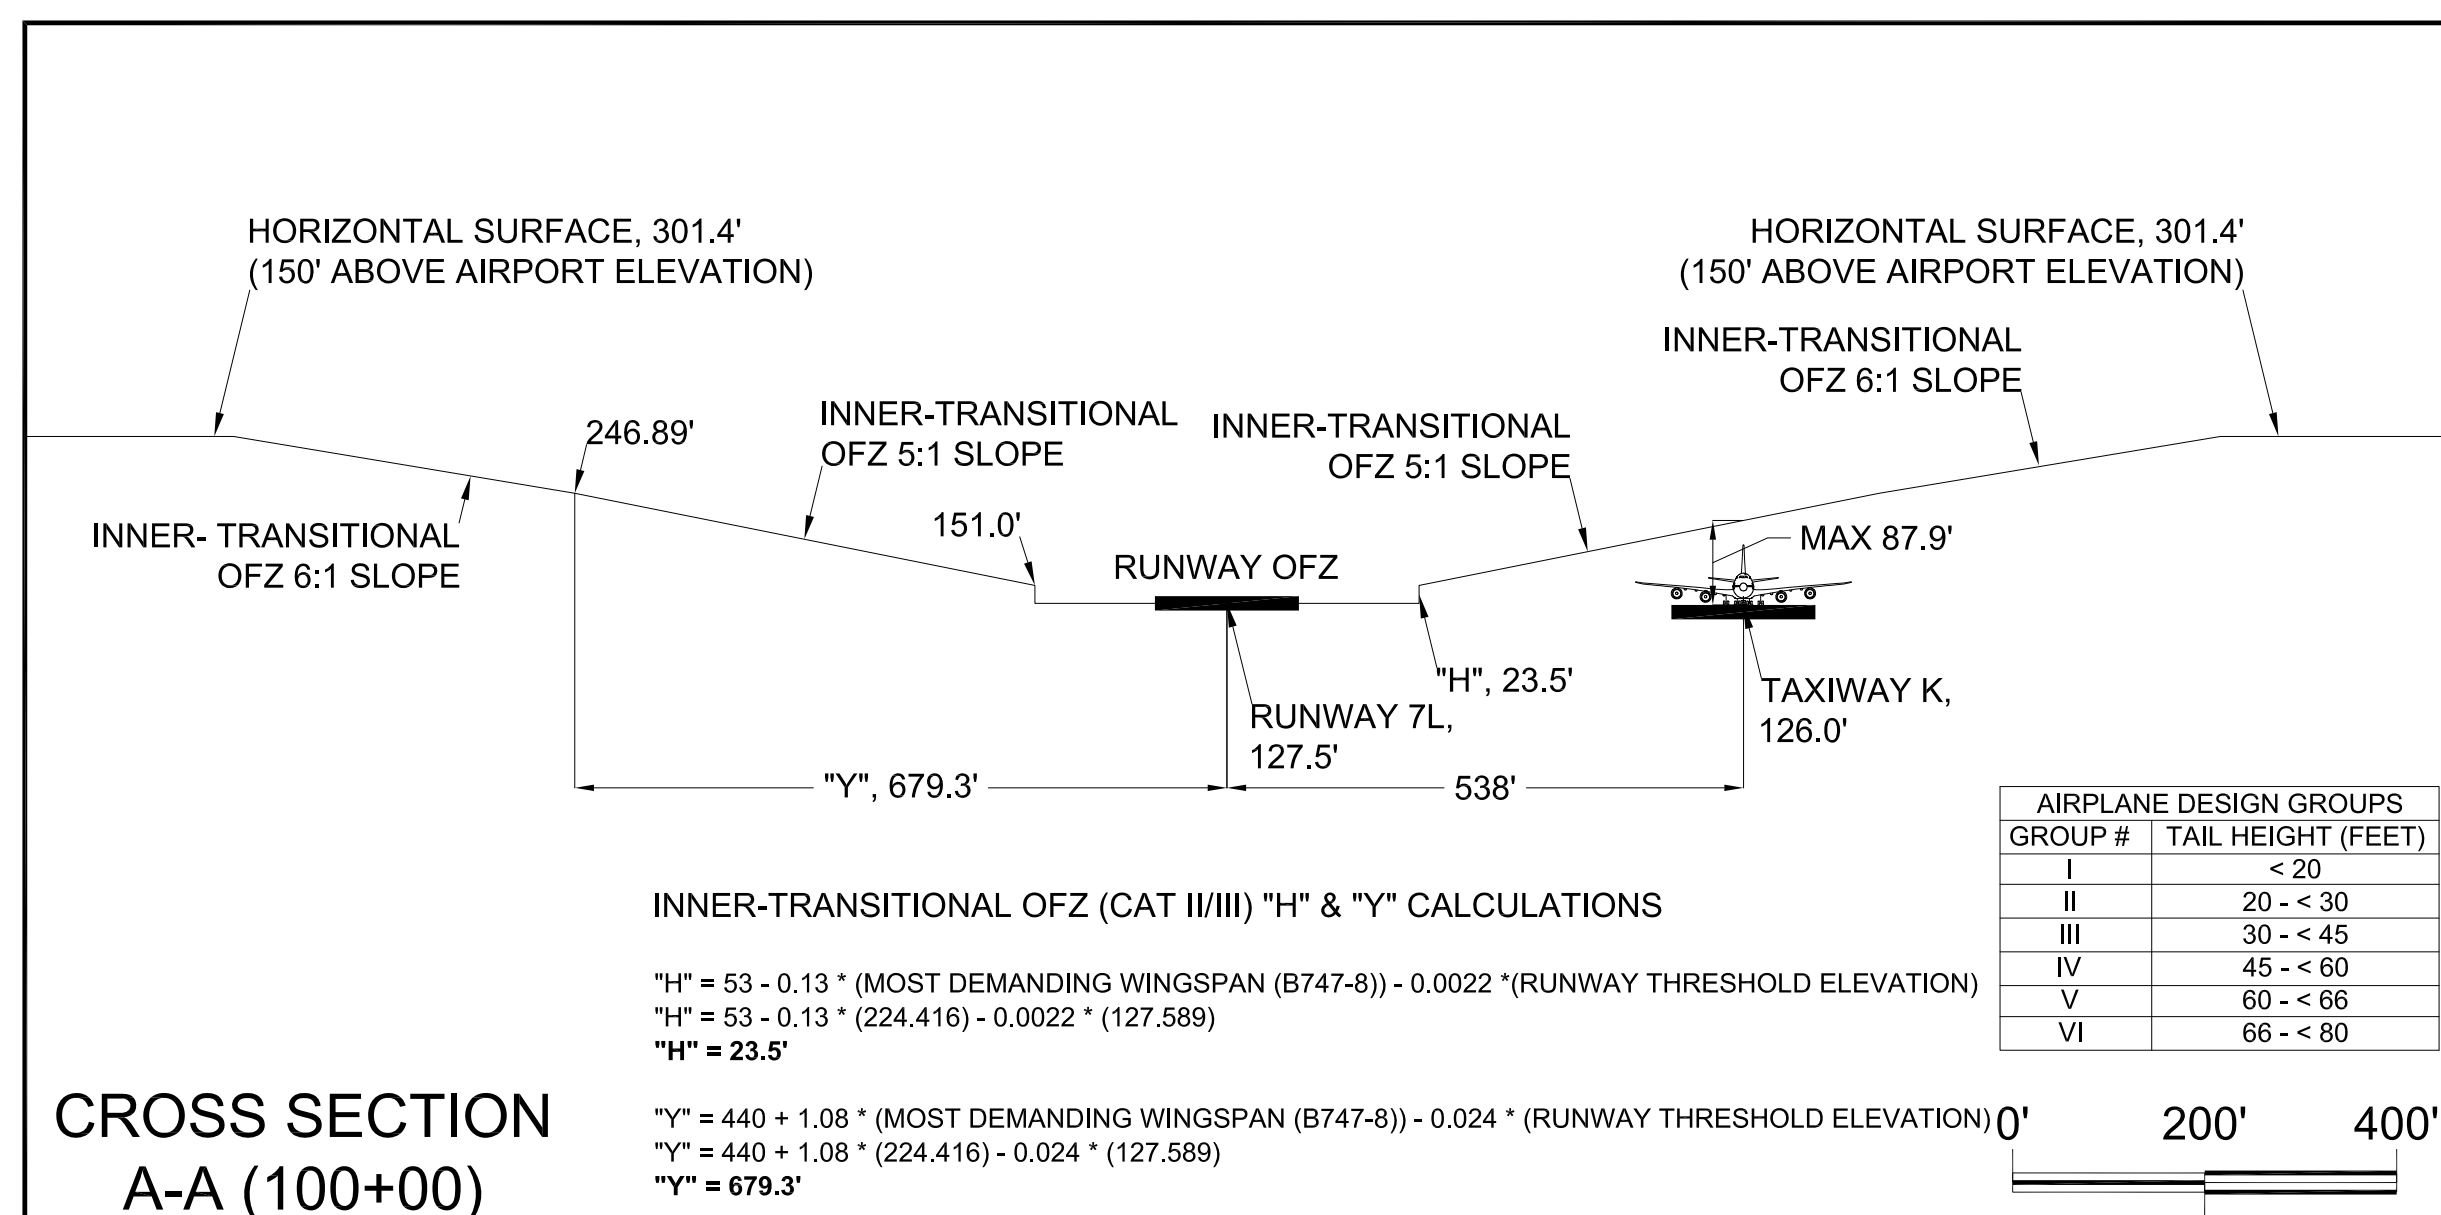 HORIZONTAL SURFACE, 301.4'
(150' ABOVE AIRPORT ELEVATION)
HORIZONTAL SURFACE, 301.4'
(150' ABOVE AIRPORT ELEVATION)
INNER-TRANSITIONAL
OFZ 6:1 SLOPE
246.89'
INNER-TRANSITIONAL
OFZ 5:1 SLOPE
INNER-TRANSITIONAL
OFZ 5:1 SLOPE
INNER- TRANSITIONAL
OFZ 6:1 SLOPE
151.0'
RUNWAY OFZ
MAX 87.9'
"H", 23.5'
RUNWAY 7L,
127.5'
TAXIWAY K,
126.0'
"Y", 679.3'
538'
AIRPLANE DESIGN GROUPS
GROUP # TAIL HEIGHT (FEET)
I < 20
II 20 - < 30
III 30 - < 45
IV 45 - < 60
V 60 - < 66
VI 66 - < 80
INNER-TRANSITIONAL OFZ (CAT II/III) "H" & "Y" CALCULATIONS
"H" = 53 - 0.13 * (MOST DEMANDING WINGSPAN (B747-8)) - 0.0022 *(RUNWAY THRESHOLD ELEVATION)
"H" = 53 - 0.13 * (224.416) - 0.0022 * (127.589)
"H" = 23.5'
"Y" = 440 + 1.08 * (MOST DEMANDING WINGSPAN (B747-8)) - 0.024 * (RUNWAY THRESHOLD ELEVATION)
"Y" = 440 + 1.08 * (224.416) - 0.024 * (127.589)
"Y" = 679.3'
CROSS SECTION
A-A (100+00)
0' 200' 400'